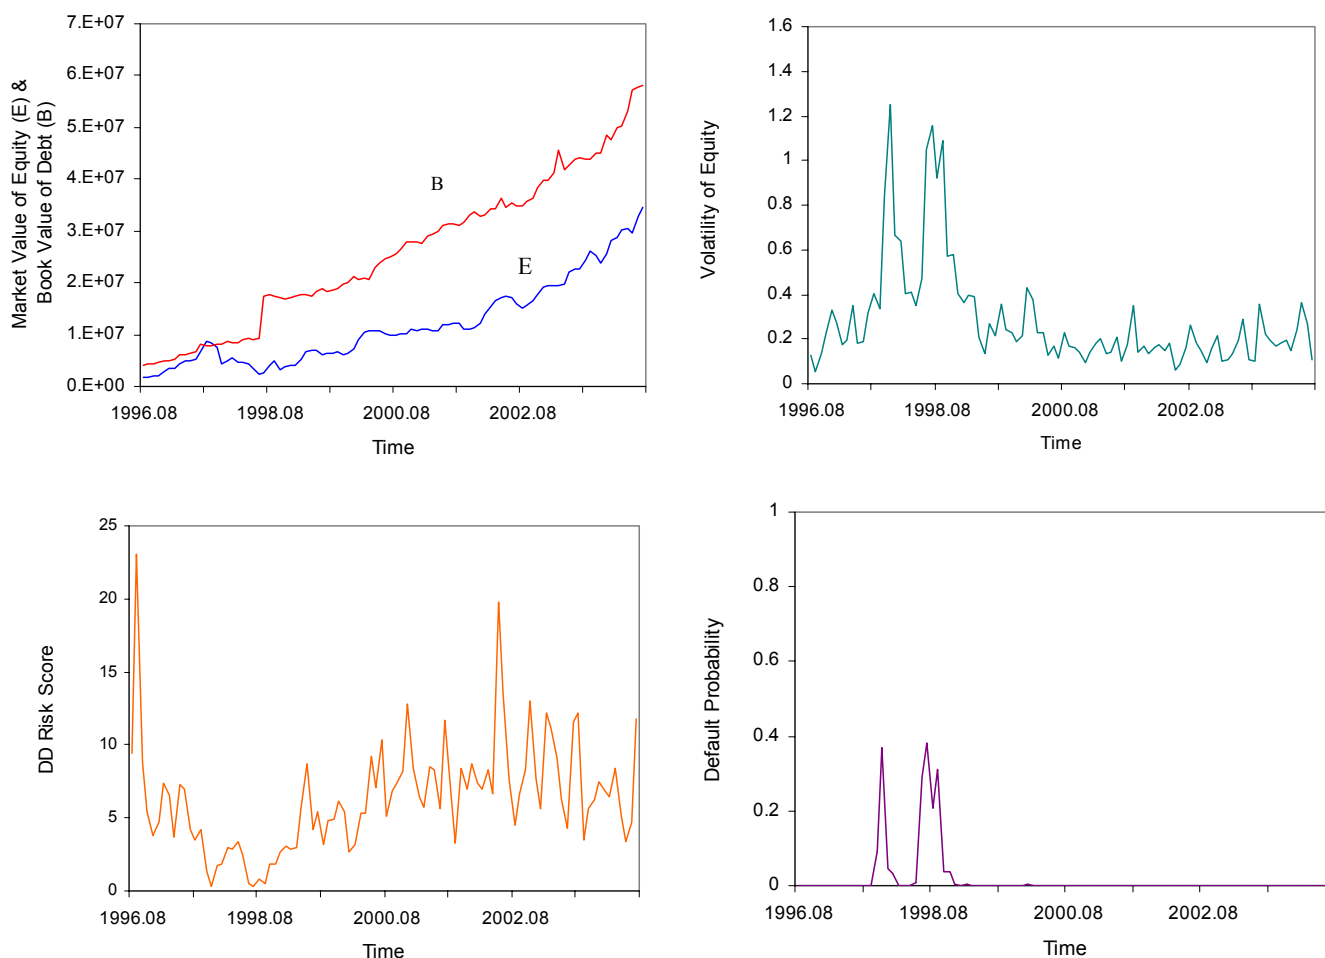 Market Value of Equity (E) &
Book Value of Debt (B)
7.E+07
6.E+07
5.E+07
4.E+07
3.E+07
2.E+07
1.E+07
0.E+00
B
E
1996.08 1998.08 2000.08 2002.08
Time
Volatility of Equity
1.6
1.4
1.2
1
0.8
0.6
0.4
0.2
0
1996.08 1998.08 2000.08 2002.08
Time
DD Risk Score
25
20
15
10
5
0
1996.08 1998.08 2000.08 2002.08
Time
Default Probability
1
0.8
0.6
0.4
0.2
0
1996.08 1998.08 2000.08 2002.08
Time